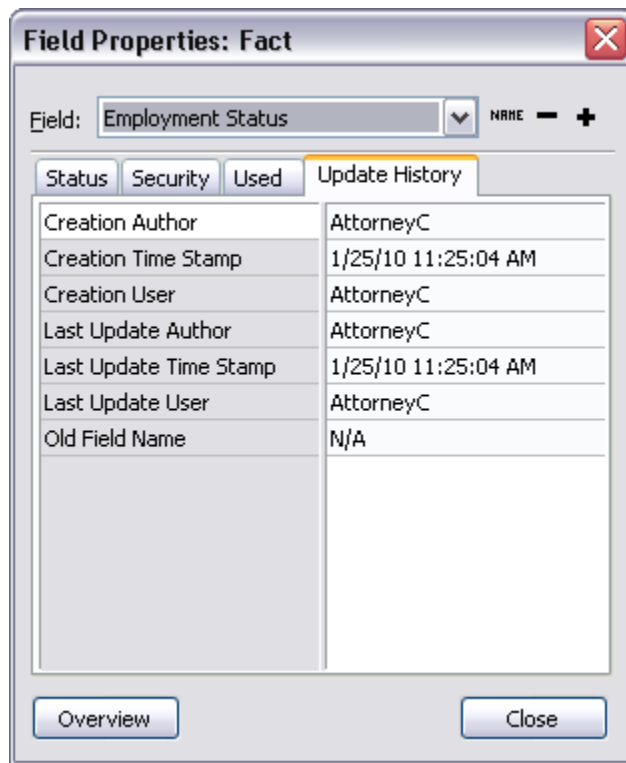 Field Properties: Fact
Field: Employment Status NAME
Status Security Used Update History
Creation Author AttorneyC
Creation Time Stamp 1/25/10 11:25:04 AM
Creation User AttorneyC
Last Update Author AttorneyC
Last Update Time Stamp 1/25/10 11:25:04 AM
Last Update User AttorneyC
Old Field Name N/A
Overview Close